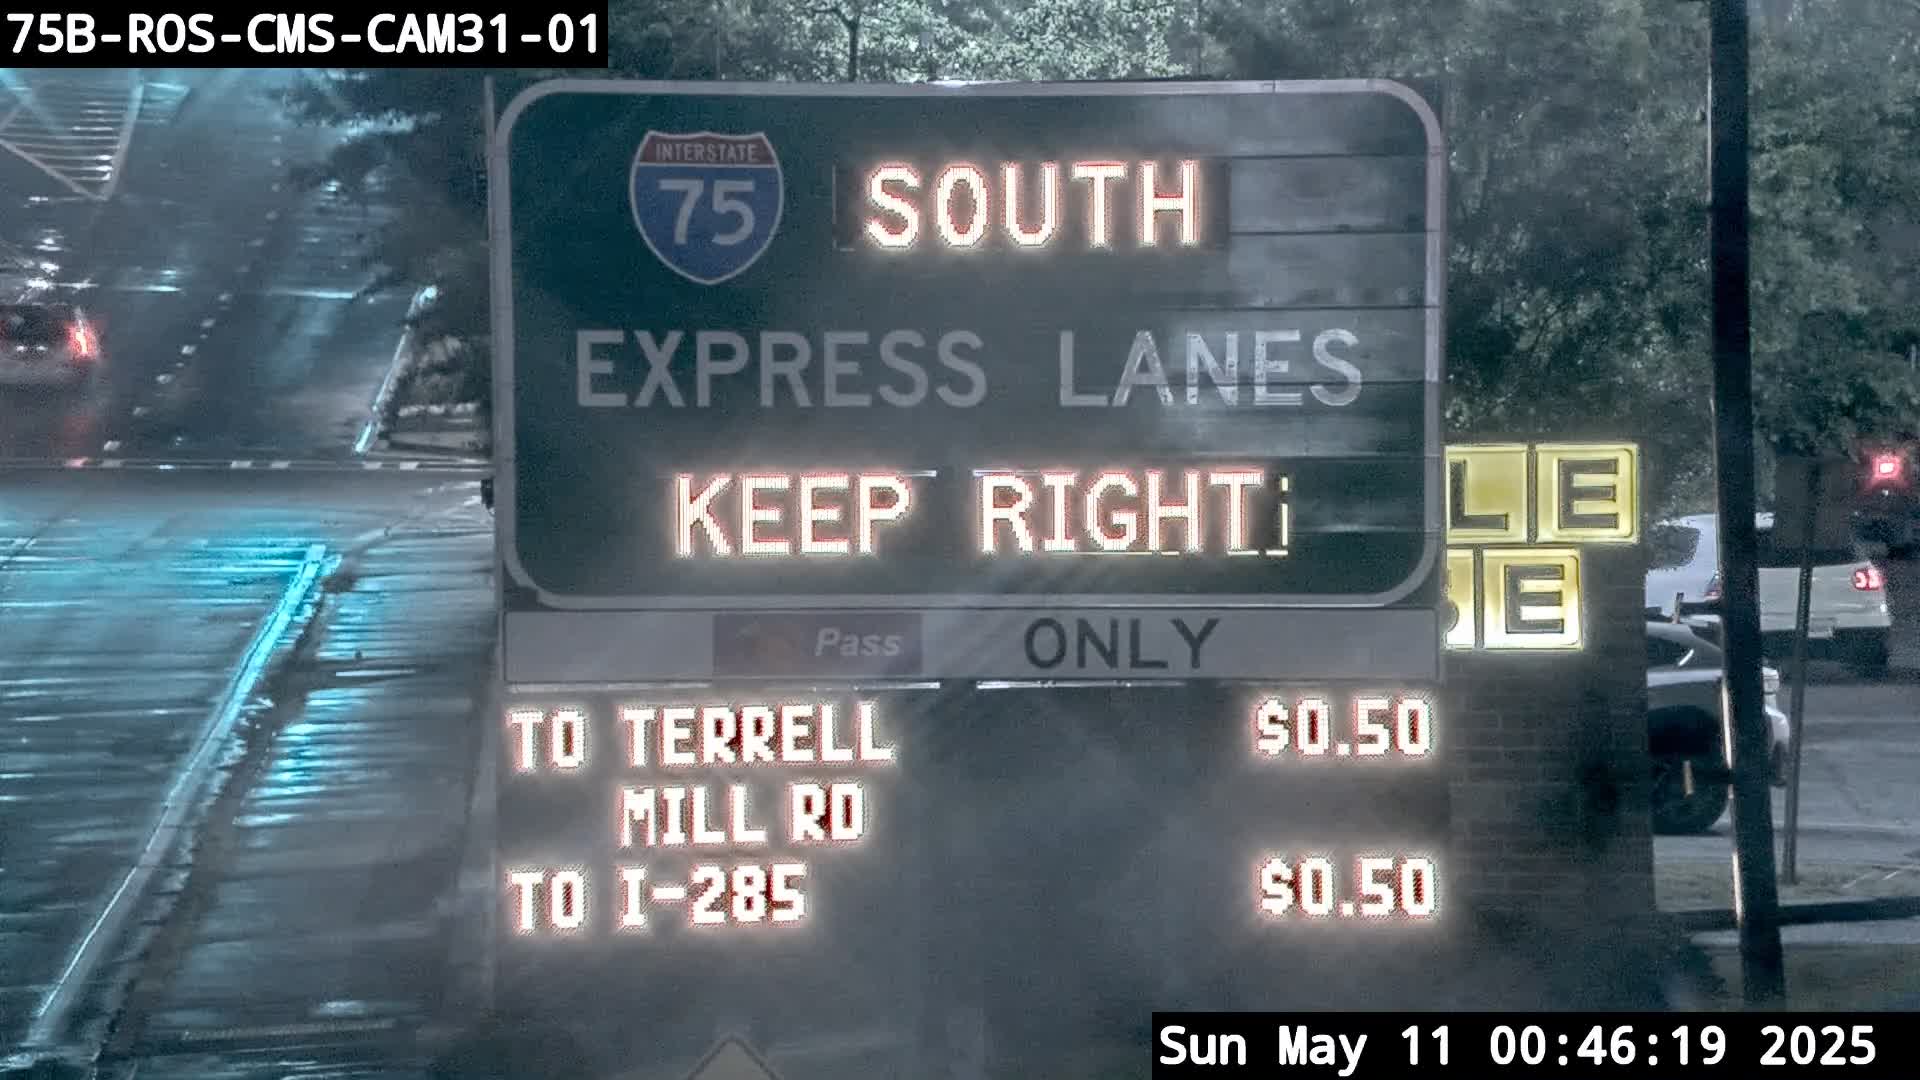 75B-ROS-CMS-CAM31-01
INTERSTATE
75
SOUTH
EXPRESS LANES
KEEP RIGHT
Pass ONLY
TO TERRELL $0.50
MILL RD
TO I-285 $0.50
LE
E
Sun May 11 00:46:19 2025